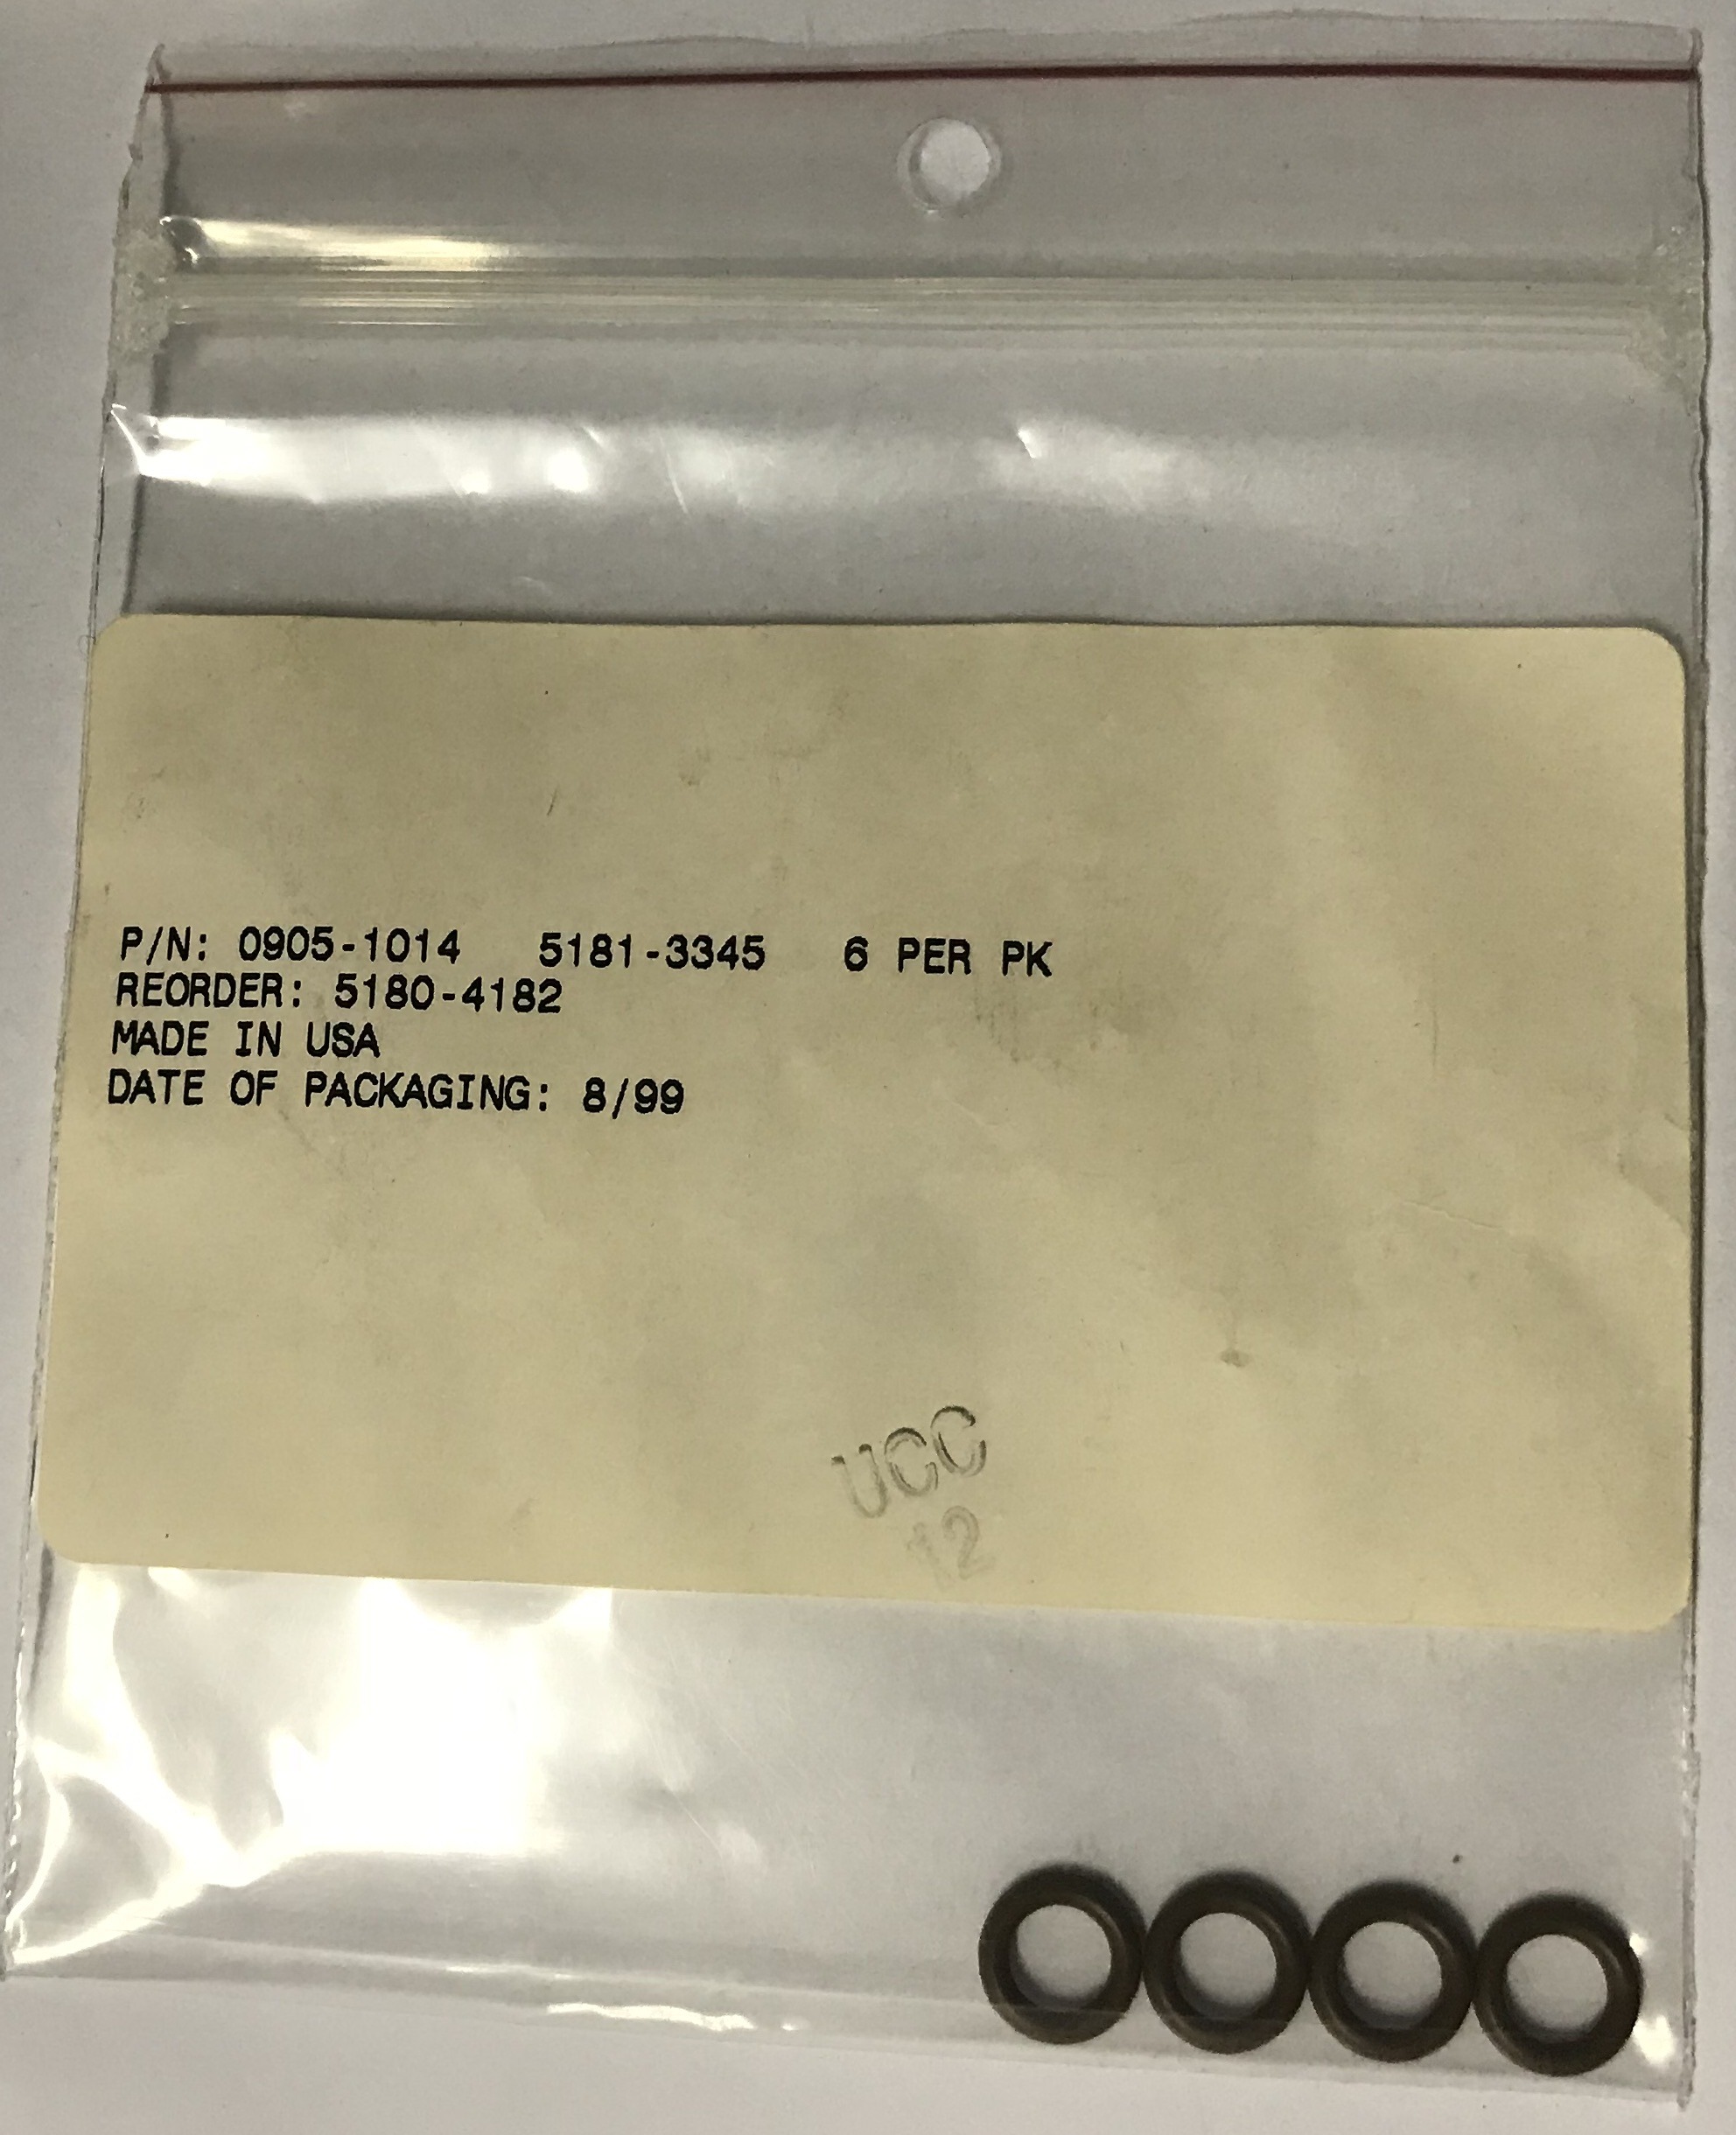 P/N: 0905-1014   5181-3345   6 PER PK
REORDER: 5180-4182
MADE IN USA
DATE OF PACKAGING: 8/99
UCC
12